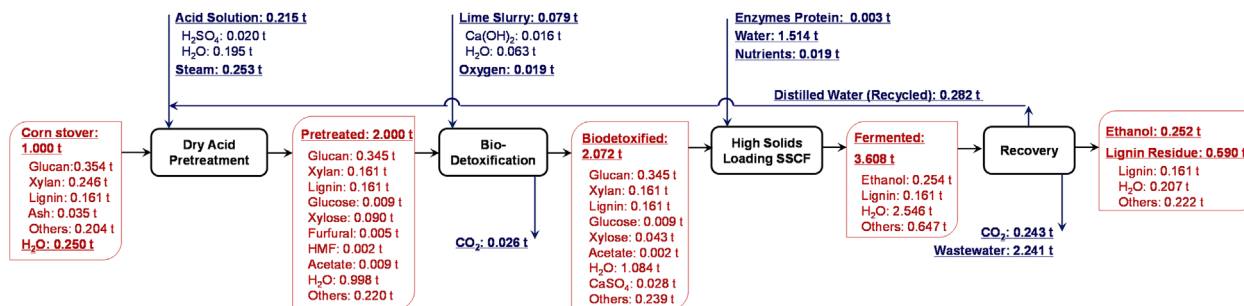 Acid Solution: 0.215 t
H₂SO₄: 0.020 t
H₂O: 0.195 t
Steam: 0.253 t
Lime Slurry: 0.079 t
Ca(OH)₂: 0.016 t
H₂O: 0.063 t
Oxygen: 0.019 t
Enzymes Protein: 0.003 t
Water: 1.514 t
Nutrients: 0.019 t
Distilled Water (Recycled): 0.282 t
Corn stover:
1.000 t
Glucan:0.354 t
Xylan: 0.246 t
Lignin: 0.161 t
Ash: 0.035 t
Others: 0.204 t
H₂O: 0.250 t
Dry Acid
Pretreatment
Pretreated: 2.000 t
Glucan: 0.345 t
Xylan: 0.161 t
Lignin: 0.161 t
Glucose: 0.009 t
Xylose: 0.090 t
Furfural: 0.005 t
HMF: 0.002 t
Acetate: 0.009 t
H₂O: 0.998 t
Others: 0.220 t
Bio-
Detoxification
CO₂: 0.026 t
Biodetoxified:
2.072 t
Glucan: 0.345 t
Xylan: 0.161 t
Lignin: 0.161 t
Glucose: 0.009 t
Xylose: 0.043 t
Acetate: 0.002 t
H₂O: 1.084 t
CaSO₄: 0.028 t
Others: 0.239 t
High Solids
Loading SSCF
Fermented:
3.608 t
Ethanol: 0.254 t
Lignin: 0.161 t
H₂O: 2.546 t
Others: 0.647 t
Recovery
CO₂: 0.243 t
Wastewater: 2.241 t
Ethanol: 0.252 t
Lignin Residue: 0.590 t
Lignin: 0.161 t
H₂O: 0.207 t
Others: 0.222 t